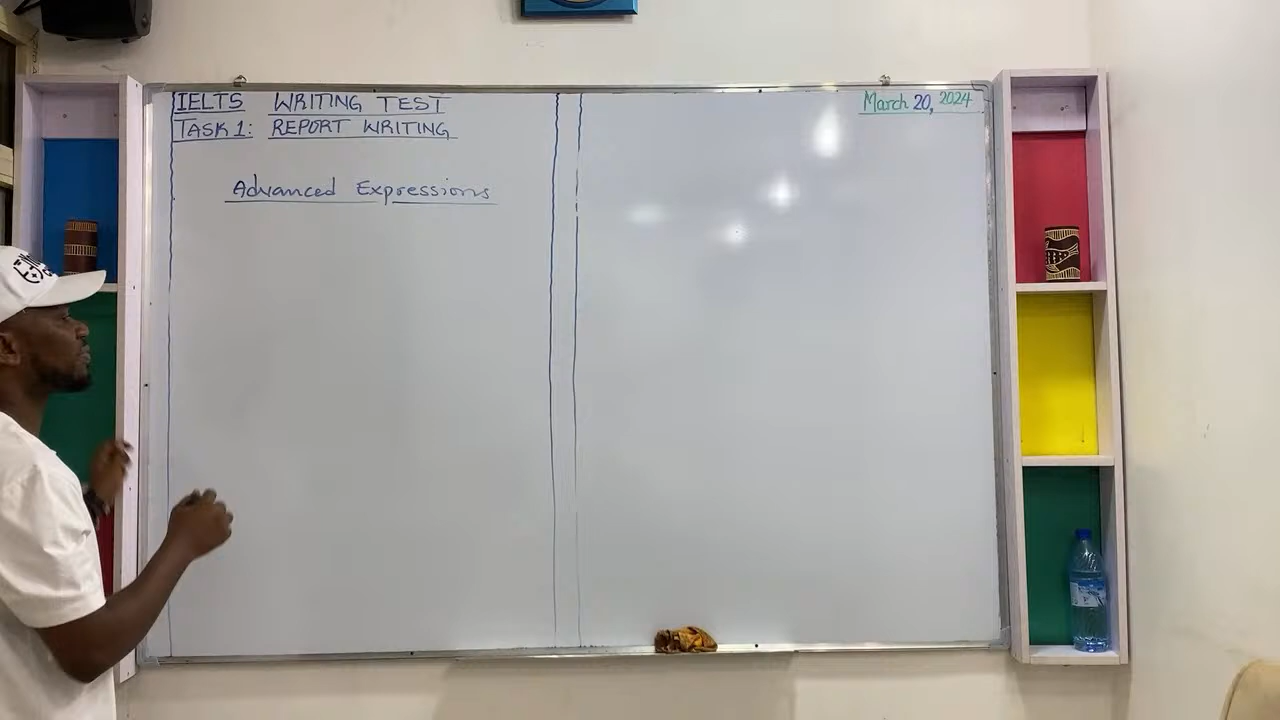 IELTS WRITING TEST
March 20, 2024
TASK 1: REPORT WRITING
Advanced Expressions